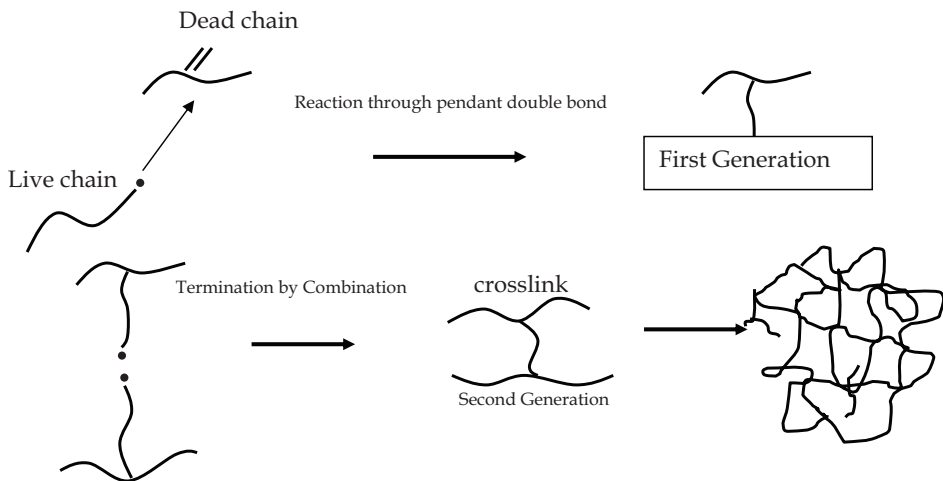 Dead chain
Reaction through pendant double bond
First Generation
Live chain
Termination by Combination
crosslink
Second Generation